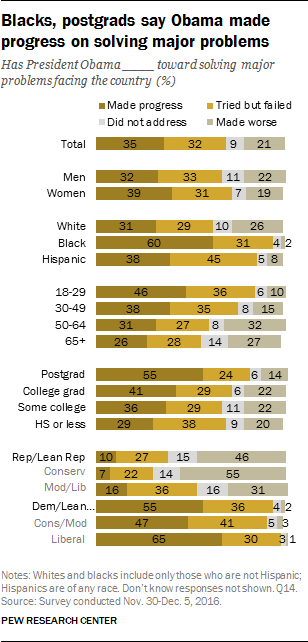 Blacks, postgrads say Obama made
progress on solving major problems
Has President Obama _____ toward solving major
problems facing the country (%)
Made progress Tried but failed
Did not address Made worse
Total 35 32 9 21
Men 32 33 11 22
Women 39 31 7 19
White 31 29 10 26
Black 60 31 4 2
Hispanic 38 45 5 8
18-29 46 36 6 10
30-49 38 35 8 15
50-64 31 27 8 32
65+ 26 28 14 27
Postgrad 55 24 6 14
College grad 41 29 6 22
Some college 36 29 11 22
HS or less 29 38 9 20
Rep/Lean Rep 10 27 15 46
Conserv 7 22 14 55
Mod/Lib 16 36 16 31
Dem/Lean... 55 36 4 2
Cons/Mod 47 41 5 3
Liberal 65 30 3 1
Notes: Whites and blacks include only those who are not Hispanic;
Hispanics are of any race. Don't know responses not shown. Q14.
Source: Survey conducted Nov. 30-Dec. 5, 2016.
PEW RESEARCH CENTER